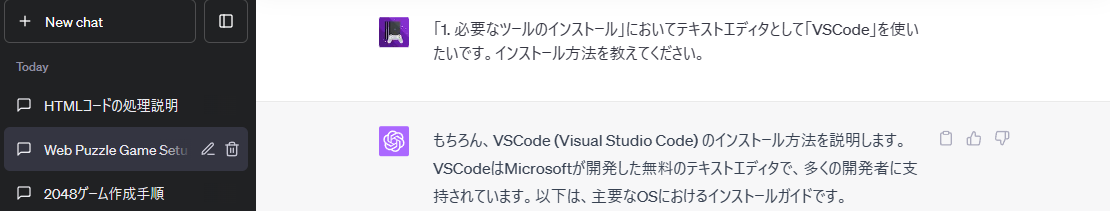 New chat
Today
HTMLコードの処理説明
Web Puzzle Game Setu
2048ゲーム作成手順
「1. 必要なツールのインストール」においてテキストエディタとして「VSCode」を使い
たいです。インストール方法を教えてください。
もちろん、VSCode (Visual Studio Code) のインストール方法を説明します。
VSCodeはMicrosoftが開発した無料のテキストエディタで、多くの開発者に支
持されています。以下は、主要なOSにおけるインストールガイドです。